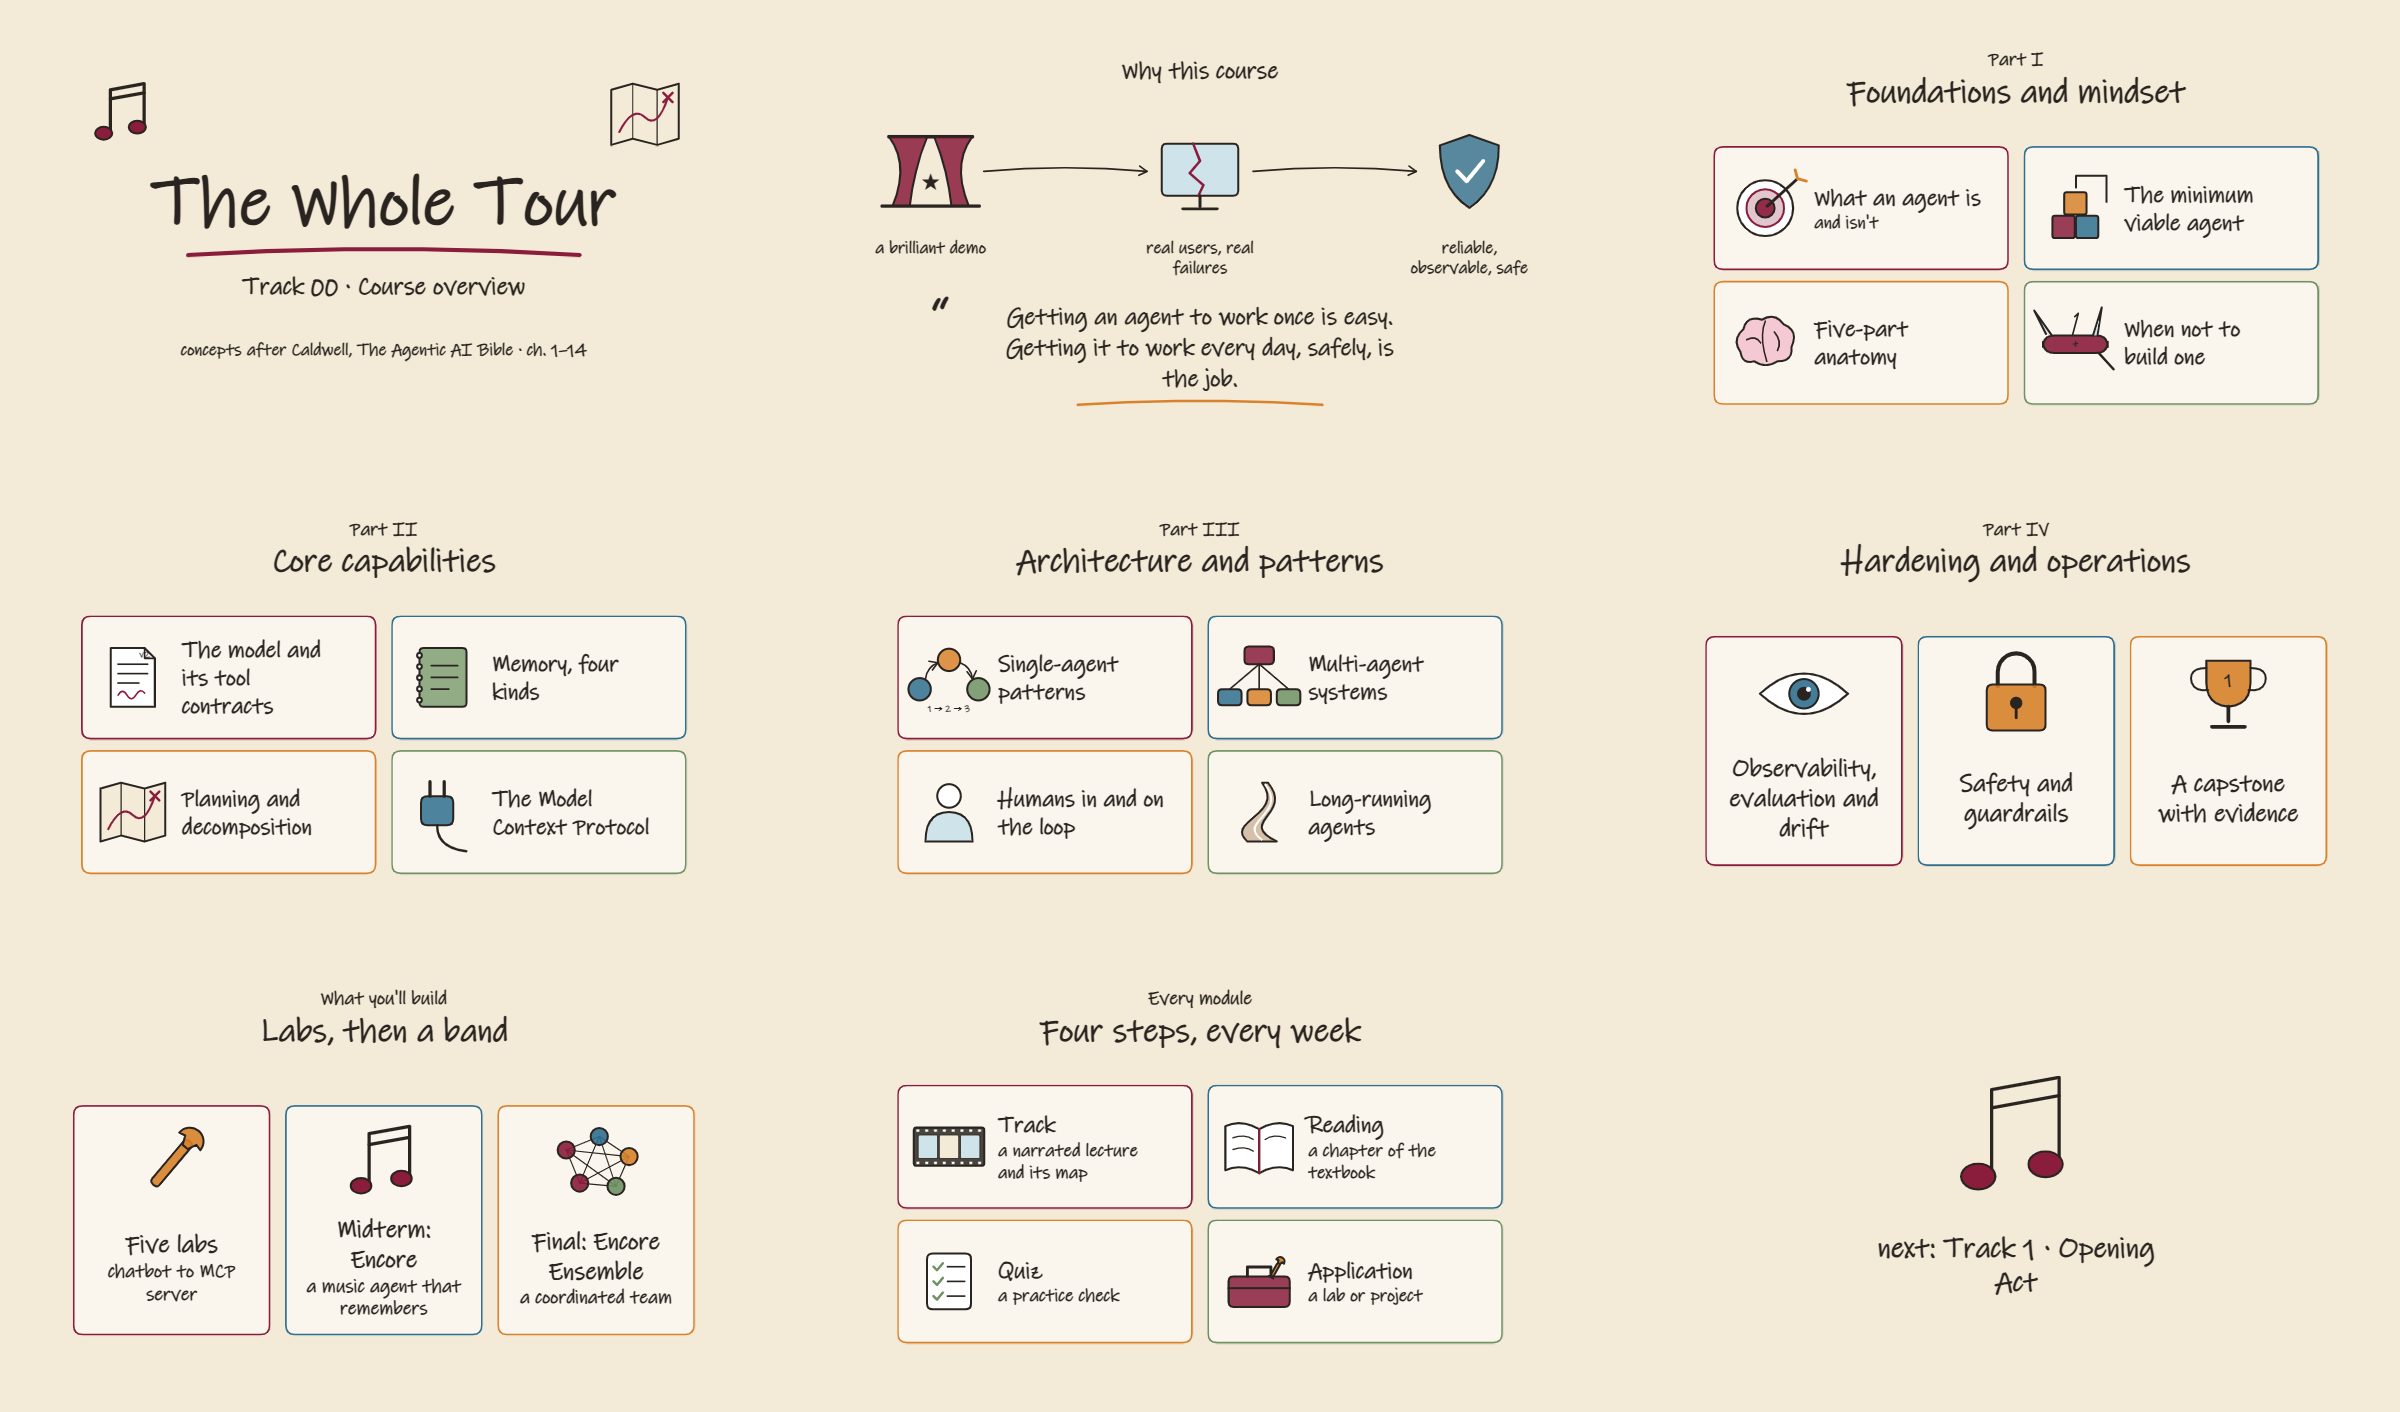 The Whole Tour
Track 00 · Course overview
concepts after Caldwell, The Agentic AI Bible · ch. 1–14
Why this course
a brilliant demo
real users, real
failures
reliable,
observable, safe
“
Getting an agent to work once is easy.
Getting it to work every day, safely, is
the job.
Part I
Foundations and mindset
What an agent is
and isn't
The minimum
viable agent
Five-part
anatomy
When not to
build one
Part II
Core capabilities
The model and
its tool
contracts
Memory, four
kinds
Planning and
decomposition
The Model
Context Protocol
Part III
Architecture and patterns
1→2→3
Single-agent
patterns
Multi-agent
systems
Humans in and on
the loop
Long-running
agents
Part IV
Hardening and operations
Observability,
evaluation and
drift
Safety and
guardrails
1
A capstone
with evidence
What you'll build
Labs, then a band
Five labs
chatbot to MCP
server
Midterm:
Encore
a music agent that
remembers
Final: Encore
Ensemble
a coordinated team
Every module
Four steps, every week
Track
a narrated lecture
and its map
Reading
a chapter of the
textbook
Quiz
a practice check
Application
a lab or project
next: Track 1 · Opening
Act